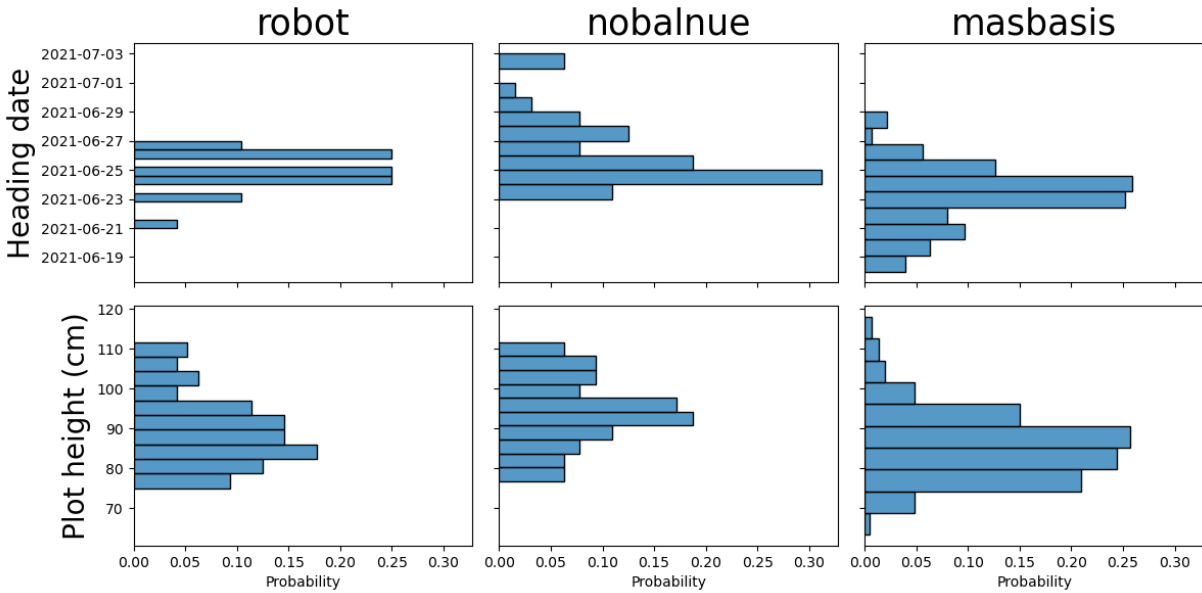 robot nobalnue masbasis
Heading date
2021-07-03
2021-07-01
2021-06-29
2021-06-27
2021-06-25
2021-06-23
2021-06-21
2021-06-19
Plot height (cm)
120
110
100
90
80
70
0.00 0.05 0.10 0.15 0.20 0.25 0.30 0.00 0.05 0.10 0.15 0.20 0.25 0.30 0.00 0.05 0.10 0.15 0.20 0.25 0.30
Probability Probability Probability